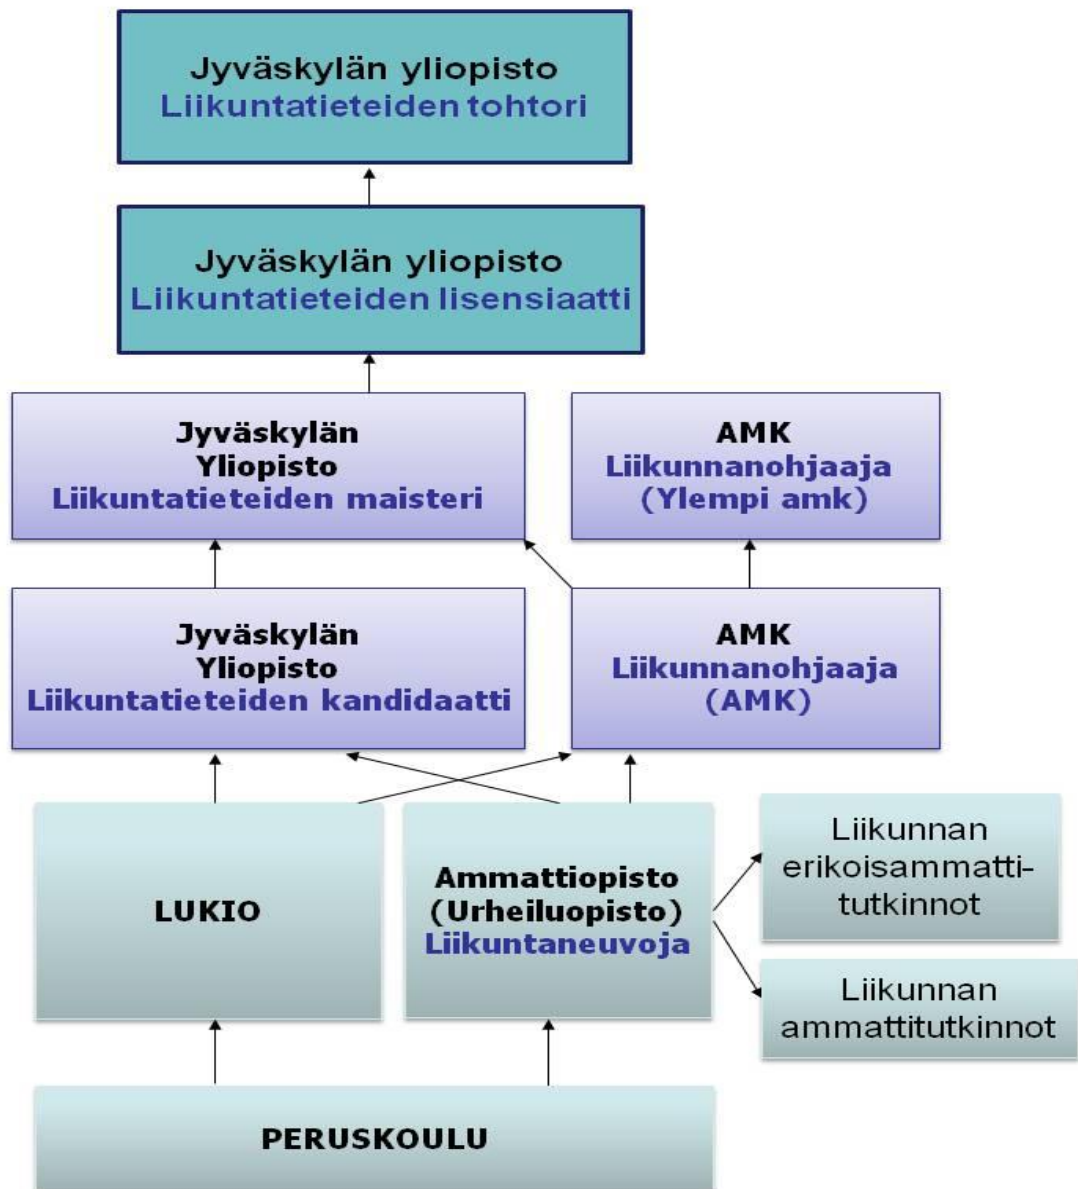 Jyväskylän yliopisto
Liikuntatieteiden tohtori
Jyväskylän yliopisto
Liikuntatieteiden lisensiaatti
Jyväskylän
Yliopisto
Liikuntatieteiden maisteri
AMK
Liikunnanohjaaja
(Ylempi amk)
Jyväskylän
Yliopisto
Liikuntatieteiden kandidaatti
AMK
Liikunnanohjaaja
(AMK)
LUKIO
Ammattiopisto
(Urheiluopisto)
Liikuntaneuvoja
Liikunnan
erikoisammatti-
tutkinnot
Liikunnan
ammattitutkinnot
PERUSKOULU